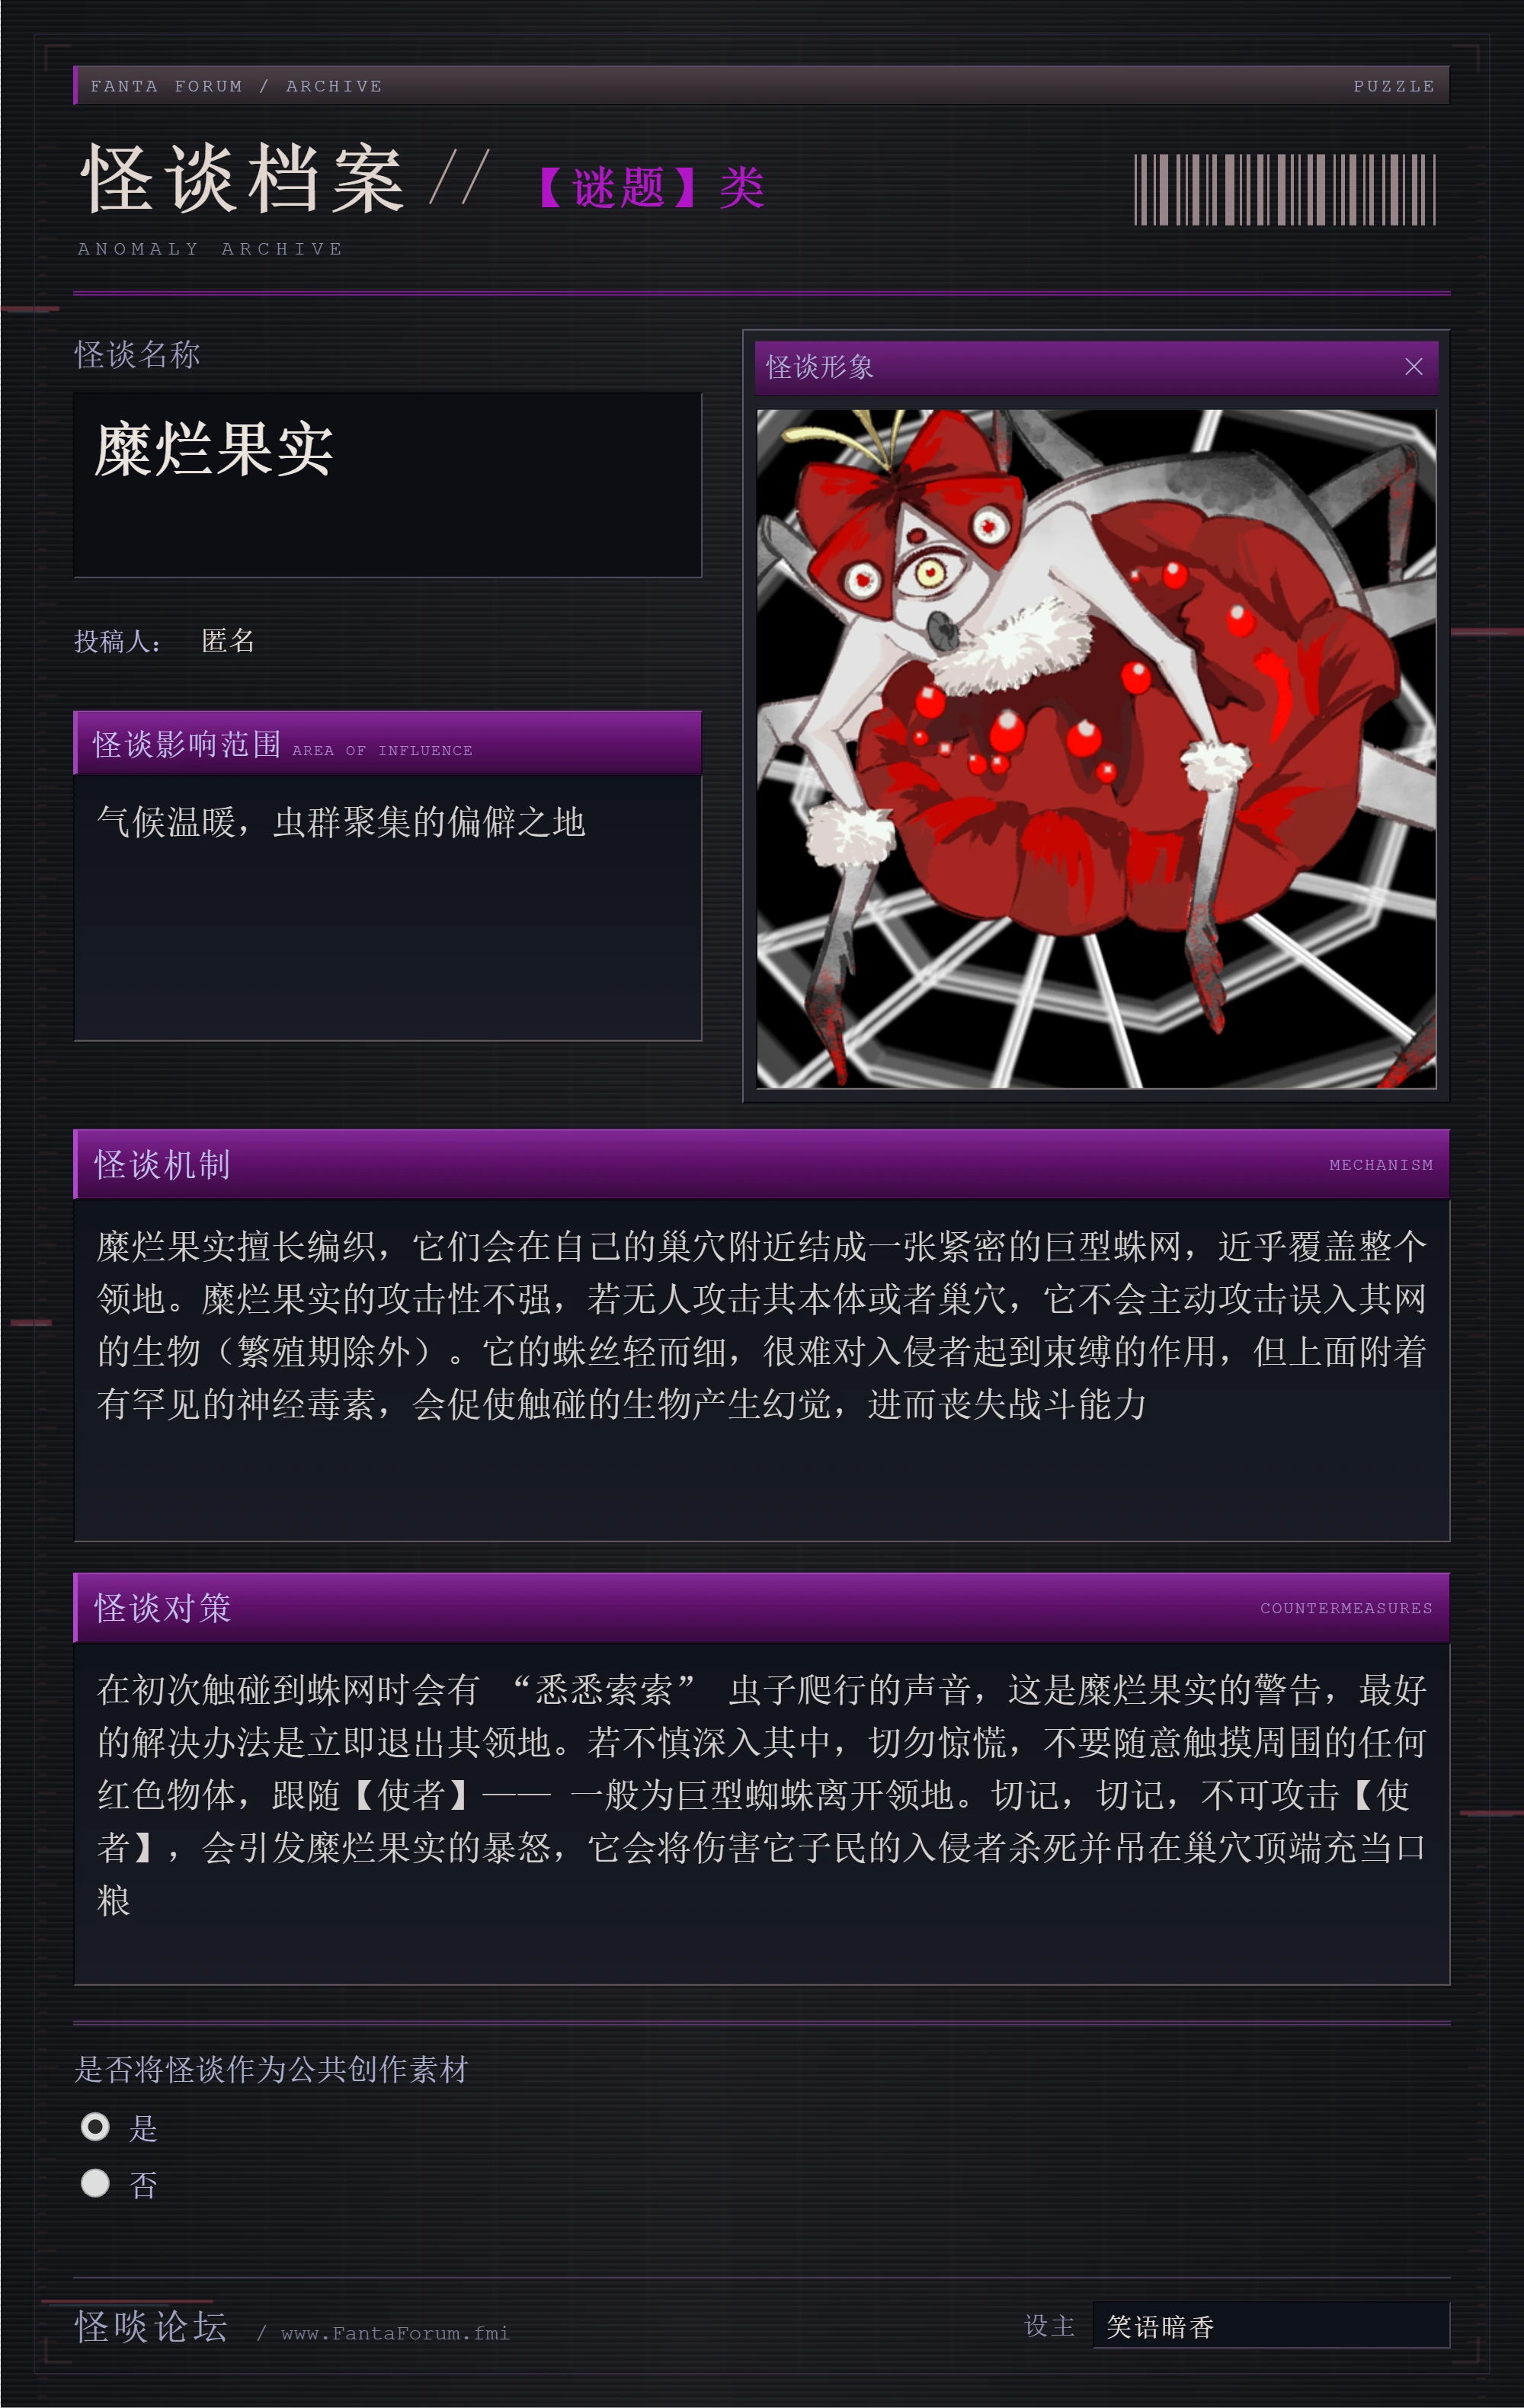 FANTA FORUM / ARCHIVE
PUZZLE
怪谈档案 // 【谜题】类
ANOMALY ARCHIVE
怪谈名称
糜烂果实
投稿人： 匿名
怪谈影响范围 AREA OF INFLUENCE
气候温暖，虫群聚集的偏僻之地
怪谈形象 ×
怪谈机制
MECHANISM
糜烂果实擅长编织，它们会在自己的巢穴附近结成一张紧密的巨型蛛网，近乎覆盖整个
领地。糜烂果实的攻击性不强，若无人攻击其本体或者巢穴，它不会主动攻击误入其网
的生物（繁殖期除外）。它的蛛丝轻而细，很难对入侵者起到束缚的作用，但上面附着
有罕见的神经毒素，会促使触碰的生物产生幻觉，进而丧失战斗能力
怪谈对策
COUNTERMEASURES
在初次触碰到蛛网时会有 “悉悉索索” 虫子爬行的声音，这是糜烂果实的警告，最好
的解决办法是立即退出其领地。若不慎深入其中，切勿惊慌，不要随意触摸周围的任何
红色物体，跟随【使者】—— 一般为巨型蜘蛛离开领地。切记，切记，不可攻击【使
者】，会引发糜烂果实的暴怒，它会将伤害它子民的入侵者杀死并吊在巢穴顶端充当口
粮
是否将怪谈作为公共创作素材
是
否
怪啖论坛 / www.FantaForum.fmi
设主 笑语暗香